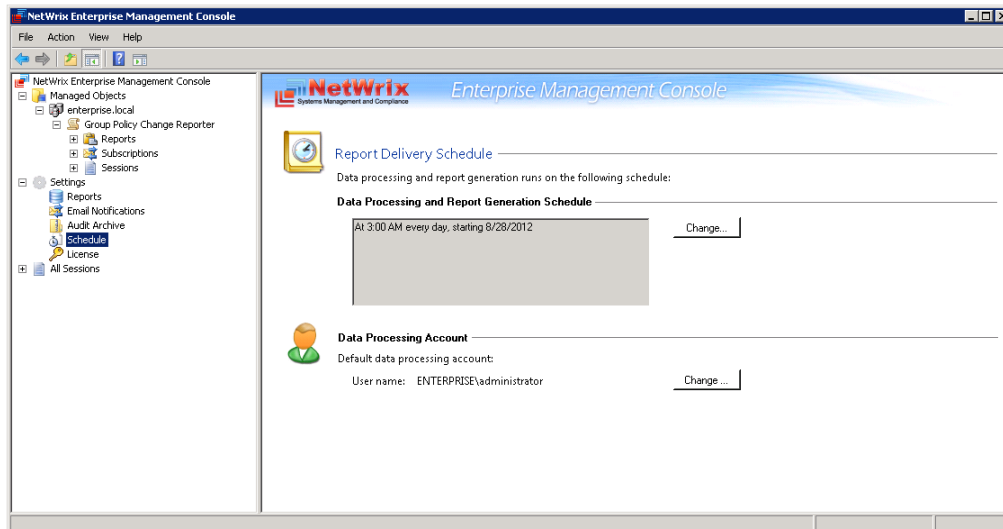 NetWrix Enterprise Management Console
File Action View Help
NetWrix Enterprise Management Console
Managed Objects
enterprise.local
Group Policy Change Reporter
Reports
Subscriptions
Sessions
Settings
Reports
Email Notifications
Audit Archive
Schedule
License
All Sessions
NetWrix Enterprise Management Console
Systems Management and Compliance
Report Delivery Schedule
Data processing and report generation runs on the following schedule:
Data Processing and Report Generation Schedule
At 3:00 AM every day, starting 8/28/2012 Change...
Data Processing Account
Default data processing account:
User name: ENTERPRISE\administrator Change ...